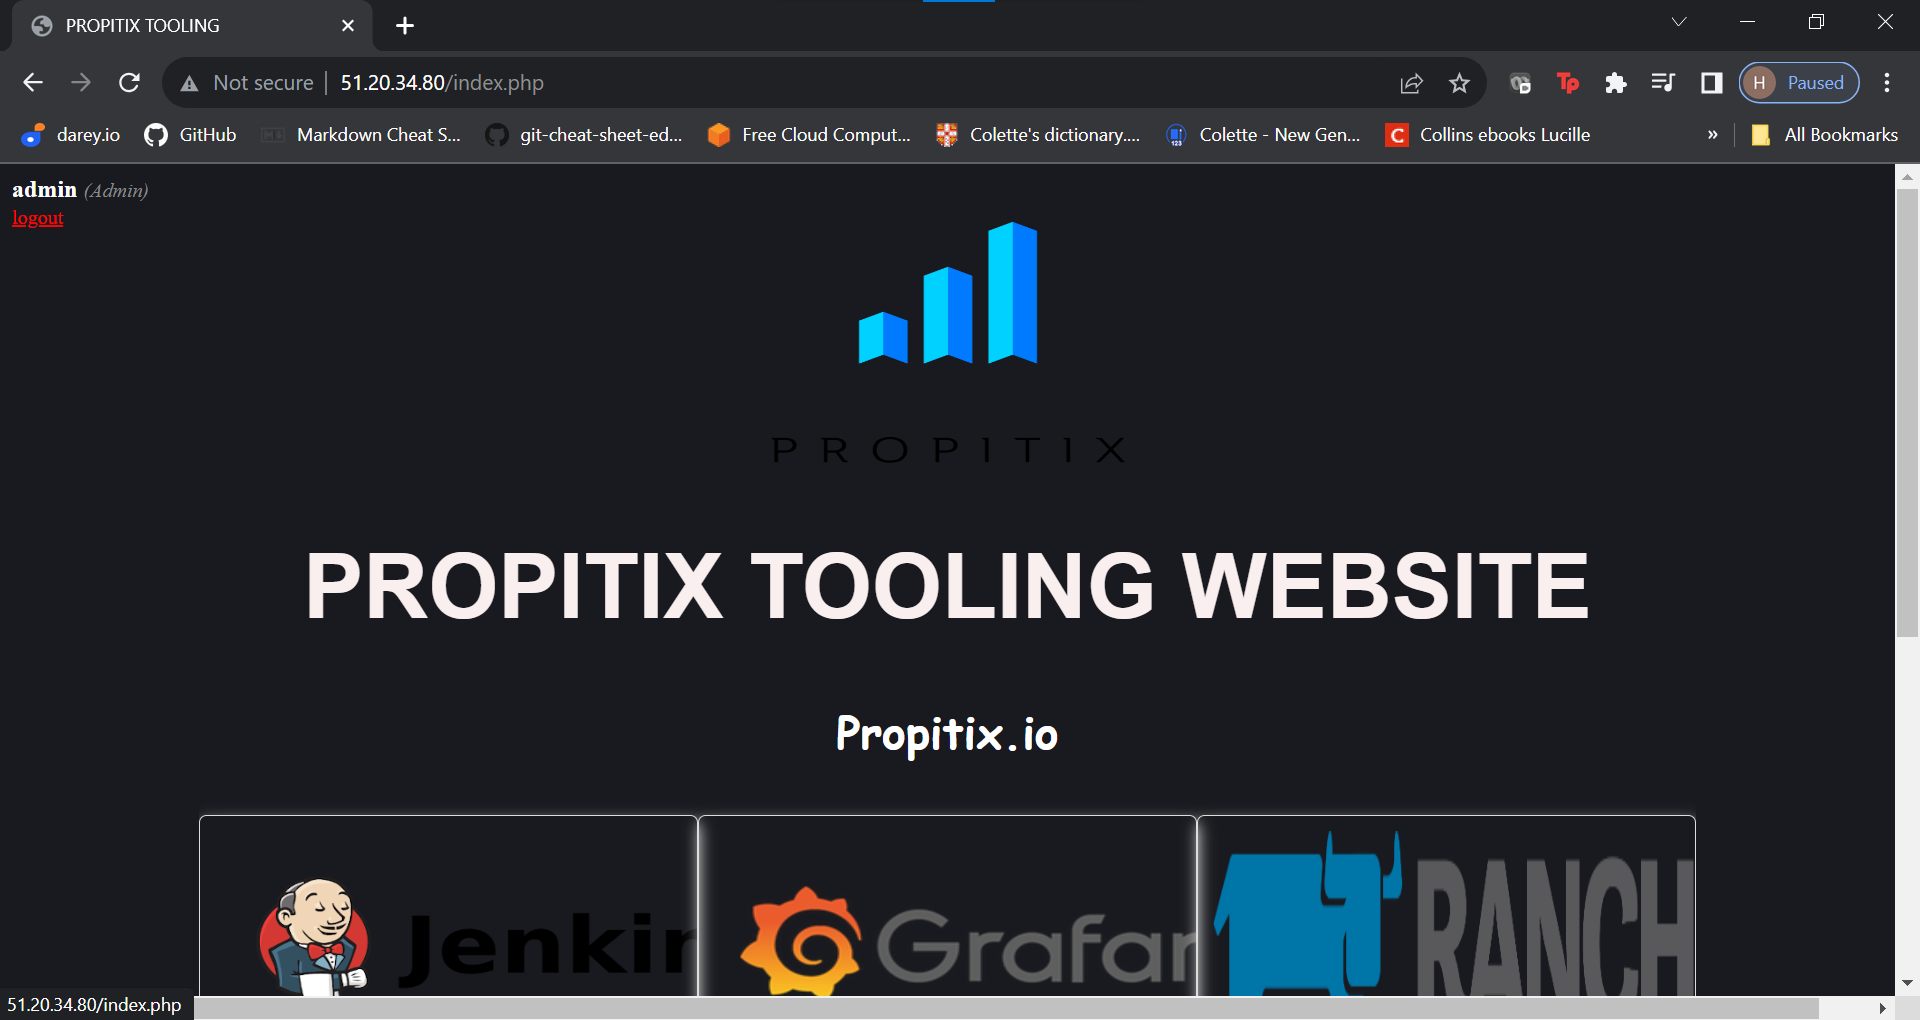 PROPITIX TOOLING
Not secure | 51.20.34.80/index.php
H Paused
darey.io GitHub Markdown Cheat S... git-cheat-sheet-ed... Free Cloud Comput... Colette's dictionary.... Colette - New Gen... Collins ebooks Lucille » All Bookmarks
admin (Admin)
logout
PROPITIX
PROPITIX TOOLING WEBSITE
Propitix.io
Jenkin Grafan RANCH
51.20.34.80/index.php